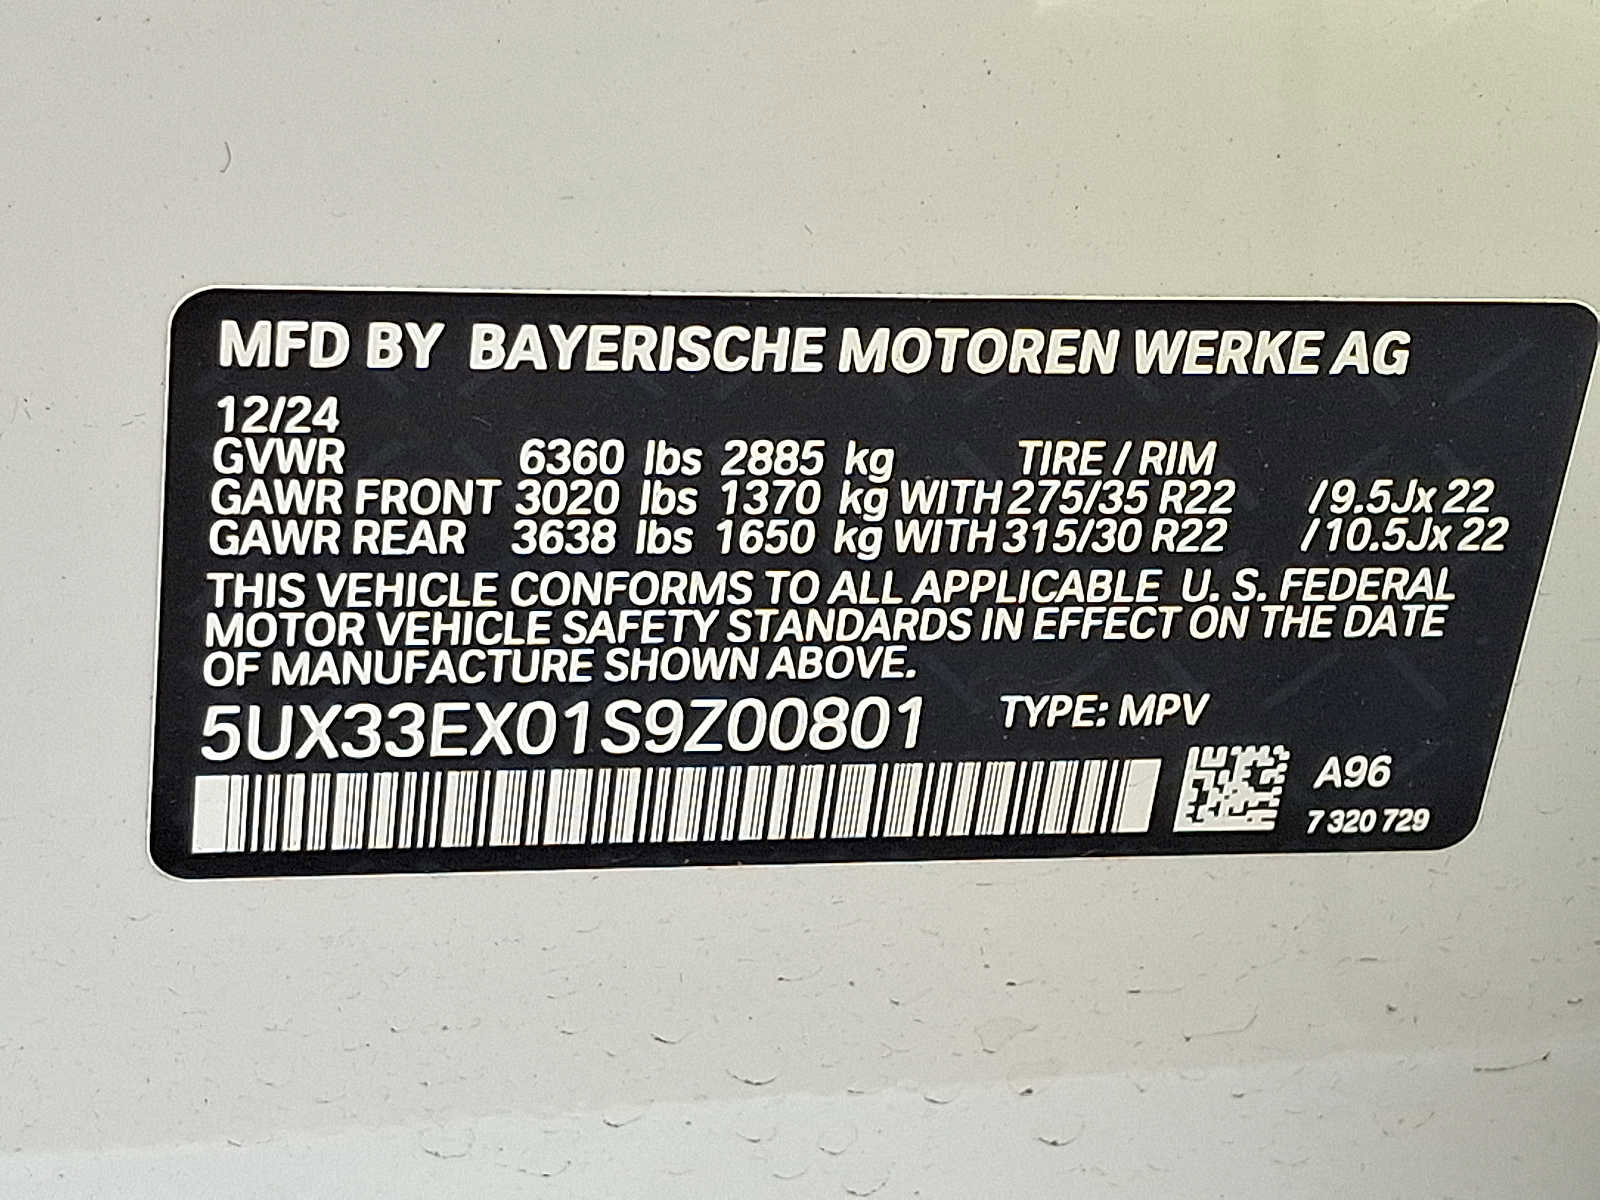 MFD BY BAYERISCHE MOTOREN WERKE AG
12/24
GVWR 6360 lbs 2885 kg TIRE / RIM
GAWR FRONT 3020 lbs 1370 kg WITH 275/35 R22 /9.5Jx 22
GAWR REAR 3638 lbs 1650 kg WITH 315/30 R22 /10.5Jx 22
THIS VEHICLE CONFORMS TO ALL APPLICABLE U. S. FEDERAL
MOTOR VEHICLE SAFETY STANDARDS IN EFFECT ON THE DATE
OF MANUFACTURE SHOWN ABOVE.
5UX33EX01S9Z00801 TYPE: MPV
A96
7 320 729